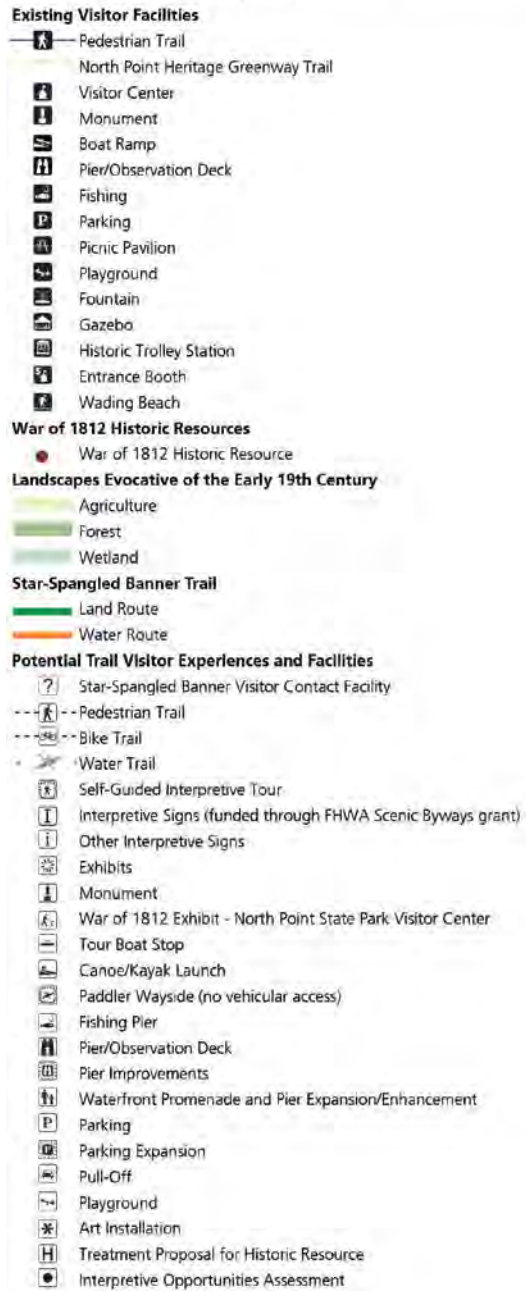 Existing Visitor Facilities
Pedestrian Trail
North Point Heritage Greenway Trail
Visitor Center
Monument
Boat Ramp
Pier/Observation Deck
Fishing
P Parking
Picnic Pavilion
Playground
Fountain
Gazebo
Historic Trolley Station
Entrance Booth
Wading Beach
War of 1812 Historic Resources
War of 1812 Historic Resource
Landscapes Evocative of the Early 19th Century
Agriculture
Forest
Wetland
Star-Spangled Banner Trail
Land Route
Water Route
Potential Trail Visitor Experiences and Facilities
? Star-Spangled Banner Visitor Contact Facility
Pedestrian Trail
Bike Trail
Water Trail
Self-Guided Interpretive Tour
I Interpretive Signs (funded through FHWA Scenic Byways grant)
i Other Interpretive Signs
Exhibits
Monument
War of 1812 Exhibit - North Point State Park Visitor Center
Tour Boat Stop
Canoe/Kayak Launch
Paddler Wayside (no vehicular access)
Fishing Pier
Pier/Observation Deck
Pier Improvements
Waterfront Promenade and Pier Expansion/Enhancement
P Parking
P Parking Expansion
Pull-Off
Playground
Art Installation
H Treatment Proposal for Historic Resource
Interpretive Opportunities Assessment